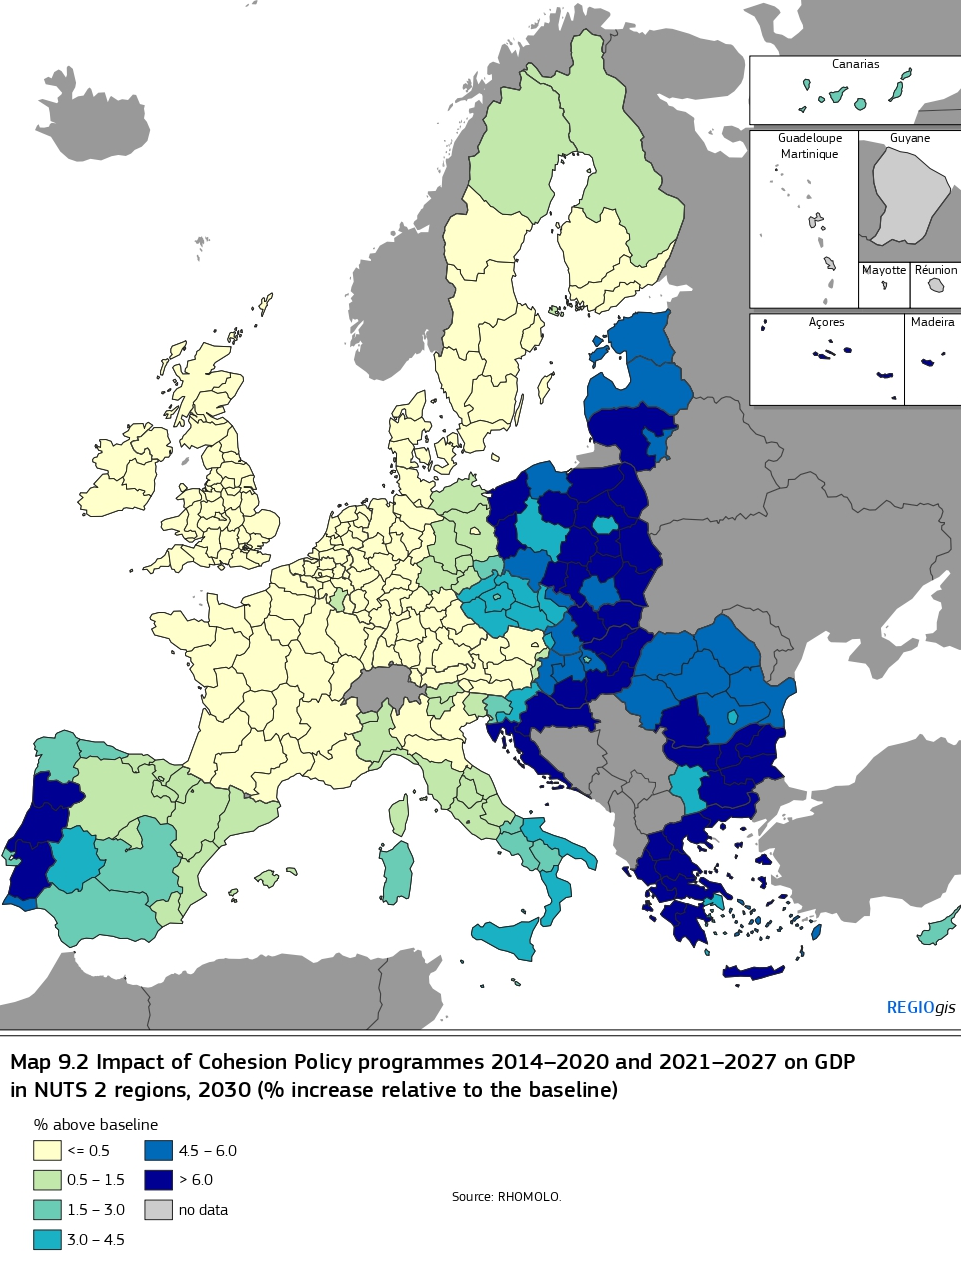 Canarias
Guadeloupe
Martinique
Guyane
Mayotte
Réunion
Açores
Madeira
REGIOgis
Map 9.2 Impact of Cohesion Policy programmes 2014–2020 and 2021–2027 on GDP
in NUTS 2 regions, 2030 (% increase relative to the baseline)
% above baseline
<= 0.5
0.5 – 1.5
1.5 – 3.0
3.0 – 4.5
4.5 – 6.0
> 6.0
no data
Source: RHOMOLO.